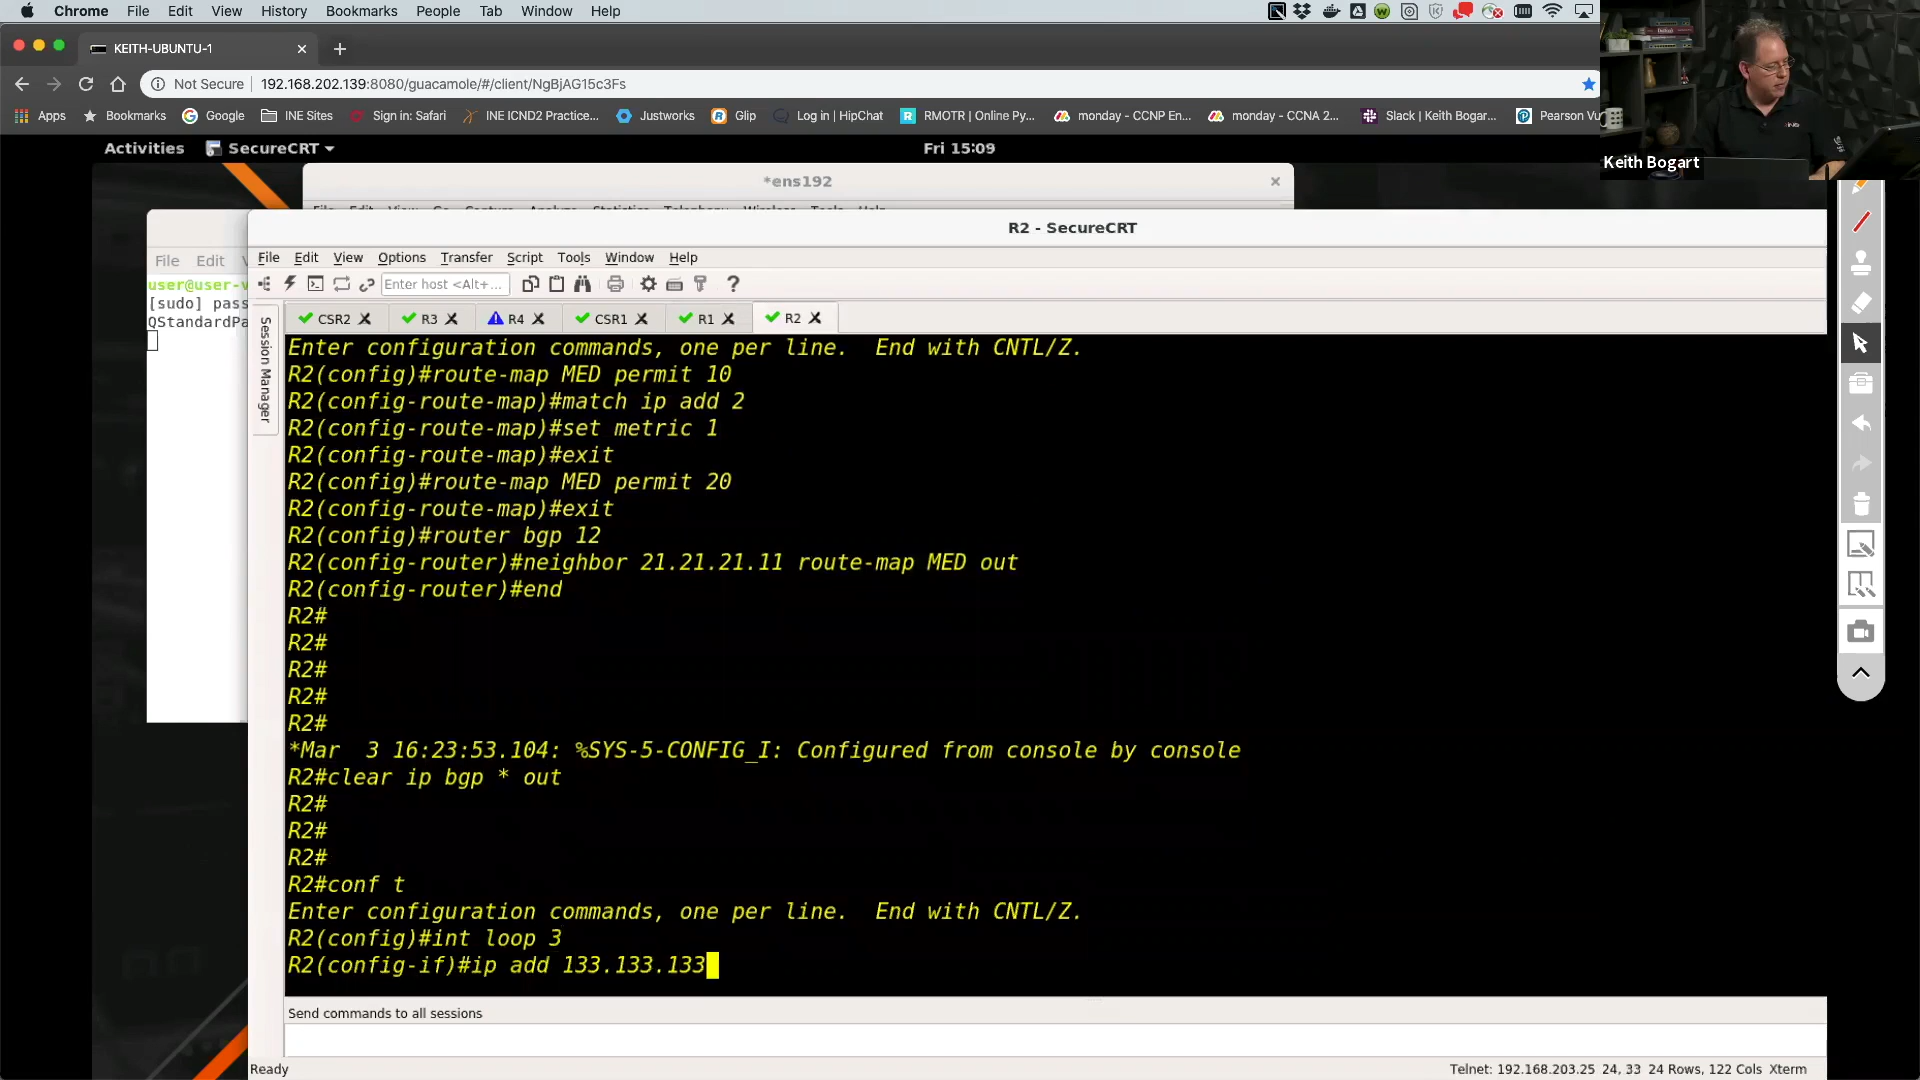 Chrome File Edit View History Bookmarks People Tab Window Help
KEITH-UBUNTU-1
Not Secure 192.168.202.139:8080/guacamole/#/client/NgBjAG15c3Fs
Apps Bookmarks Google INE Sites Sign in: Safari INE ICND2 Practice... Justworks Glip Log in | HipChat RMOTR | Online Py... monday - CCNP En... monday - CCNA 2... Slack | Keith Bogar... Pearson Vu
Keith Bogart
Activities SecureCRT Fri 15:09
*ens192
File Edit View Go Capture Analyze Statistics Telephony Wireless Tools Help
R2 - SecureCRT
File Edit
File Edit View Options Transfer Script Tools Window Help
user@user-v
[sudo] pass
QStandardPa
Enter host <Alt+...
Session Manager
CSR2 R3 R4 CSR1 R1 R2
Enter configuration commands, one per line. End with CNTL/Z.
R2(config)#route-map MED permit 10
R2(config-route-map)#match ip add 2
R2(config-route-map)#set metric 1
R2(config-route-map)#exit
R2(config)#route-map MED permit 20
R2(config-route-map)#exit
R2(config)#router bgp 12
R2(config-router)#neighbor 21.21.21.11 route-map MED out
R2(config-router)#end
R2#
R2#
R2#
R2#
R2#
*Mar 3 16:23:53.104: %SYS-5-CONFIG_I: Configured from console by console
R2#clear ip bgp * out
R2#
R2#
R2#
R2#conf t
Enter configuration commands, one per line. End with CNTL/Z.
R2(config)#int loop 3
R2(config-if)#ip add 133.133.133
Send commands to all sessions
Ready Telnet: 192.168.203.25 24, 33 24 Rows, 122 Cols Xterm